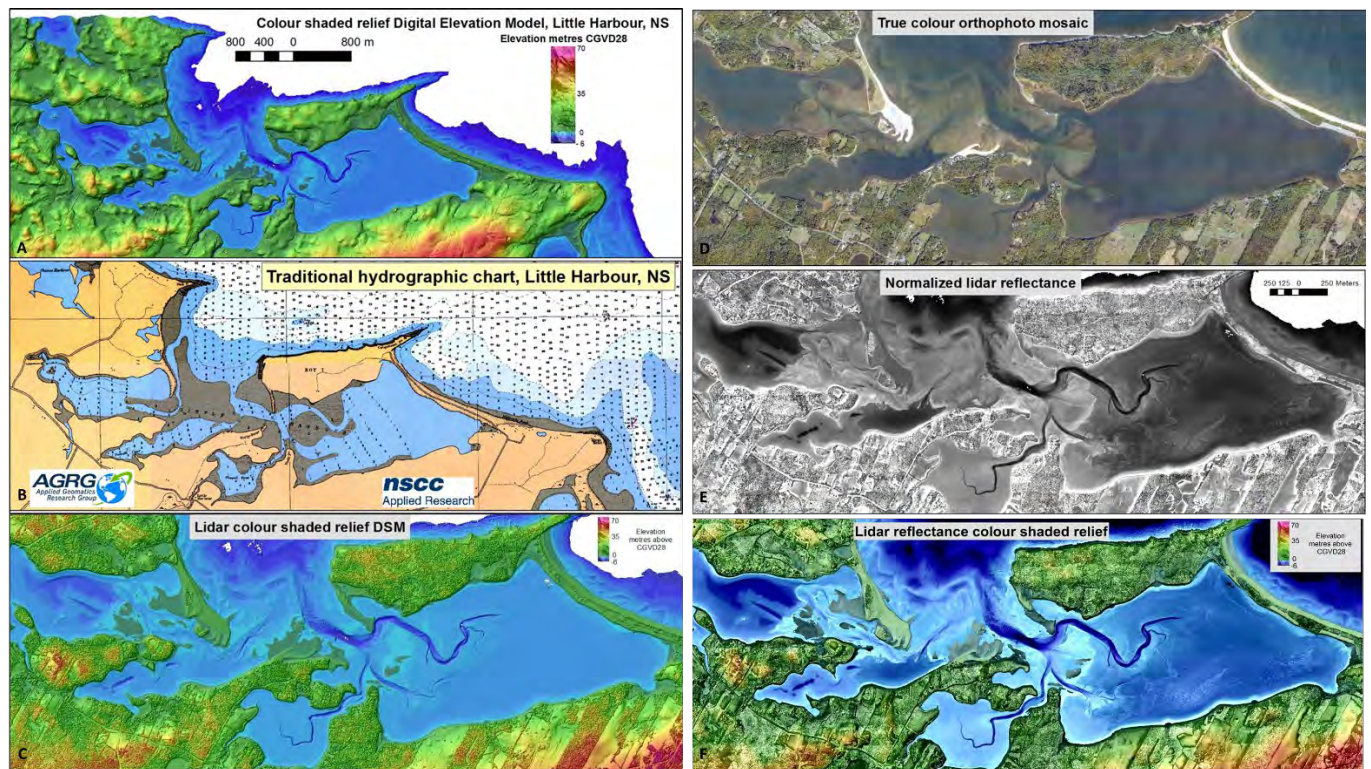 Colour shaded relief Digital Elevation Model, Little Harbour, NS
800 400 0 800 m
Elevation metres CGVD28
70
35
0
- 6
A
Traditional hydrographic chart, Little Harbour, NS
ROY I
AGRG
Applied Geomatics
Research Group
nscc
Applied Research
B
Lidar colour shaded relief DSM
70
35
0
-6
Elevation
metres above
CGVD28
C
True colour orthophoto mosaic
D
Normalized lidar reflectance
250 125 0 250 Meters
E
Lidar reflectance colour shaded relief
70
35
0
-6
Elevation
metres above
CGVD28
F